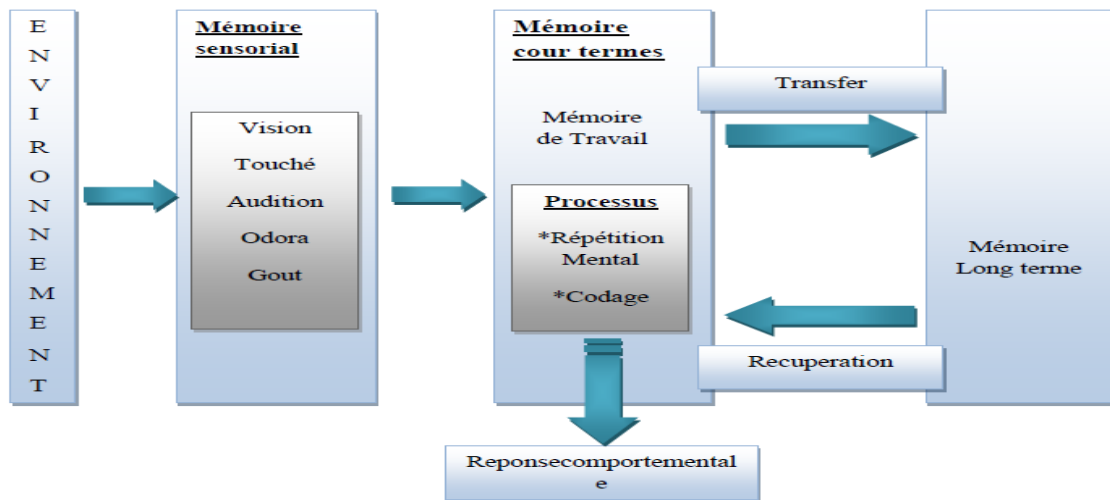 ENVIRONNEMENT
Mémoire
sensorial
Vision
Touché
Audition
Odora
Gout
Mémoire
cour termes
Mémoire
de Travail
Processus
*Répétition
Mental
*Codage
Transfer
Mémoire
Long terme
Recuperation
Reponsecomportemental
e